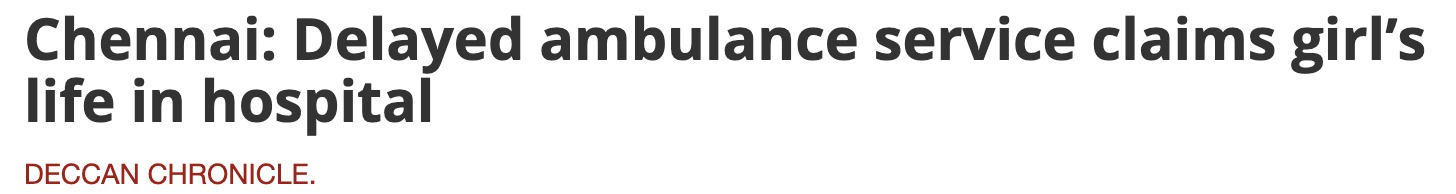 Chennai: Delayed ambulance service claims girl’s
life in hospital
DECCAN CHRONICLE.